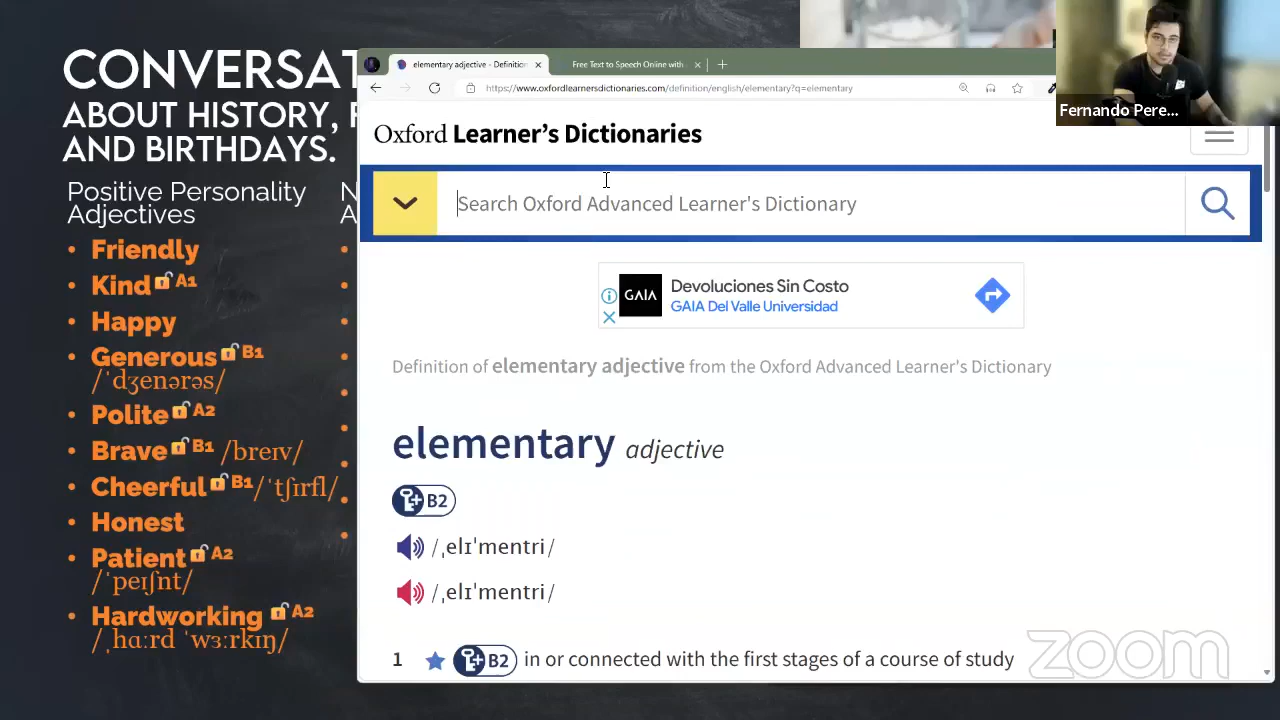 CONVERSAT
ABOUT HISTORY, F
AND BIRTHDAYS.
Positive Personality
Adjectives
N
A
• Friendly
• Kind A1
• Happy
• Generous B1
/ˈdʒenərəs/
• Polite A2
• Brave B1 /breɪv/
• Cheerful B1/ˈtʃɪrfl/
• Honest
• Patient A2
/ˈpeɪʃnt/
• Hardworking A2
/ˌhɑːrd ˈwɜːrkɪŋ/
elementary adjective - Definition
Free Text to Speech Online with
https://www.oxfordlearnersdictionaries.com/definition/english/elementary?q=elementary
Fernando Pere...
Oxford Learner's Dictionaries
Search Oxford Advanced Learner's Dictionary
GAIA
Devoluciones Sin Costo
GAIA Del Valle Universidad
Definition of elementary adjective from the Oxford Advanced Learner's Dictionary
elementary adjective
B2
/ˌelɪˈmentri/
/ˌelɪˈmentri/
1 B2 in or connected with the first stages of a course of study
zoom